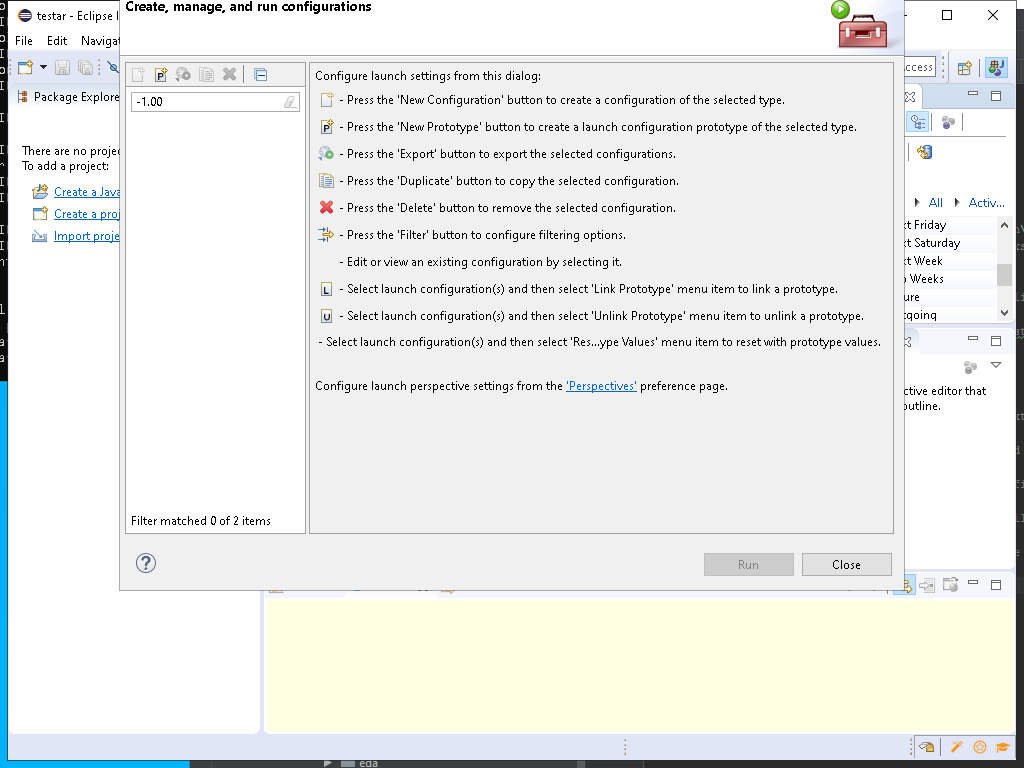 Create, manage, and run configurations
testar - Eclipse I
File Edit Navigat
Package Explore
-1.00
There are no projec
To add a project:
Create a Java
Create a proj
Import proje
Filter matched 0 of 2 items
Configure launch settings from this dialog:
- Press the 'New Configuration' button to create a configuration of the selected type.
- Press the 'New Prototype' button to create a launch configuration prototype of the selected type.
- Press the 'Export' button to export the selected configurations.
- Press the 'Duplicate' button to copy the selected configuration.
- Press the 'Delete' button to remove the selected configuration.
- Press the 'Filter' button to configure filtering options.
- Edit or view an existing configuration by selecting it.
L - Select launch configuration(s) and then select 'Link Prototype' menu item to link a prototype.
U - Select launch configuration(s) and then select 'Unlink Prototype' menu item to unlink a prototype.
- Select launch configuration(s) and then select 'Res...ype Values' menu item to reset with prototype values.
Configure launch perspective settings from the 'Perspectives' preference page.
Run Close
ccess
All Activ...
xt Friday
xt Saturday
xt Week
o Weeks
ure
tgoing
ctive editor that
outline.
eda